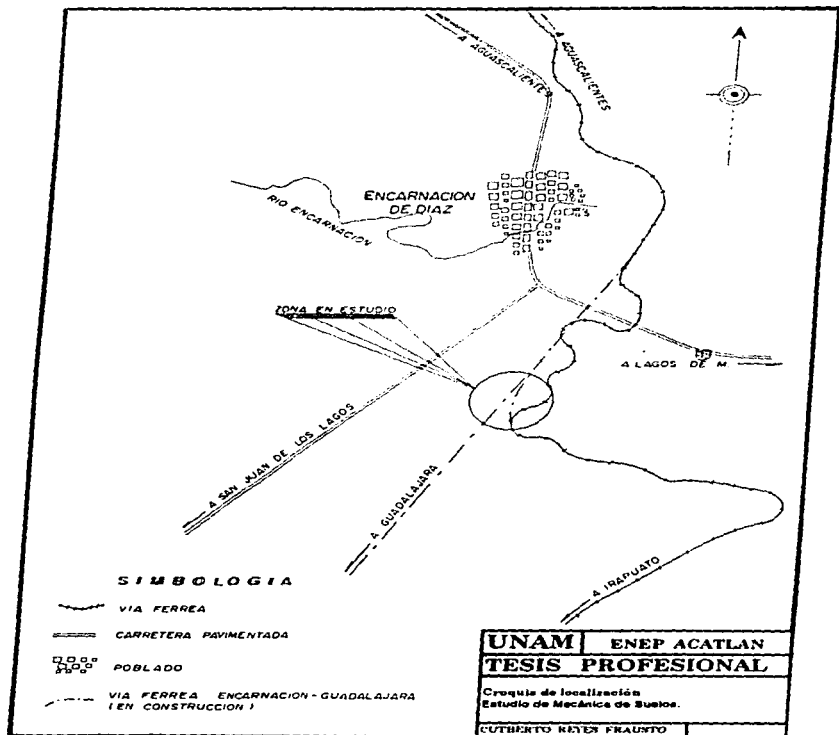 A AGUASCALIENTES
A AGUASCALIENTES
ENCARNACION
DE DIAZ
RIO ENCARNACION
ZONA EN ESTUDIO
A LAGOS DE M.
A SAN JUAN DE LOS LAGOS
A GUADALAJARA
A IRAPUATO
SIMBOLOGIA
VIA FERREA
CARRETERA PAVIMENTADA
POBLADO
VIA FERREA ENCARNACION-GUADALAJARA
(EN CONSTRUCCION)
UNAM ENEP ACATLAN
TESIS PROFESIONAL
Croquis de localización
Estudio de Mecánica de Suelos.
CUTBERTO REYES FRAUSTO